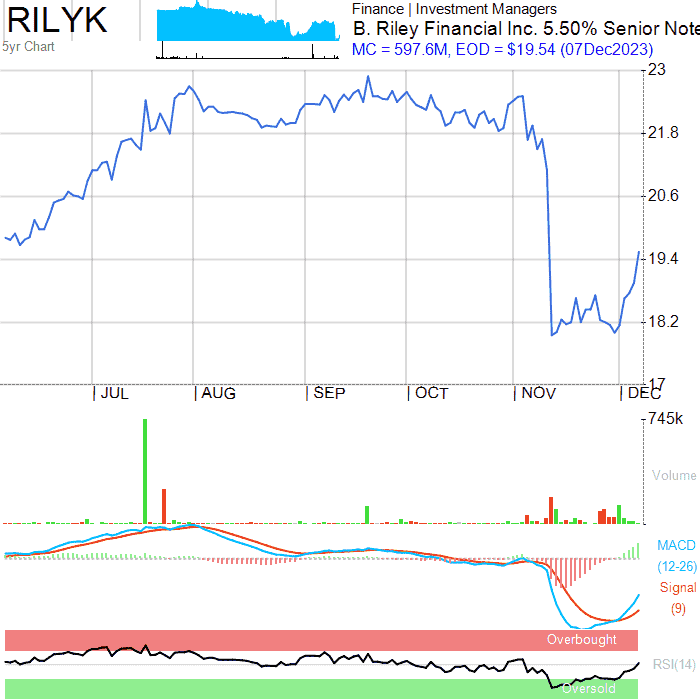 RILYK
5yr Chart
Finance | Investment Managers
B. Riley Financial Inc. 5.50% Senior Note
MC = 597.6M, EOD = $19.54 (07Dec2023)
23
21.8
20.6
19.4
18.2
17
JUL AUG SEP OCT NOV DEC
745k
Volume
MACD
(12-26)
Signal
(9)
Overbought
RSI(14)
Oversold